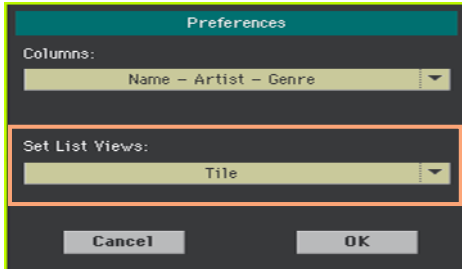 Preferences
Columns:
Name – Artist – Genre
Set List Views:
Tile
Cancel OK